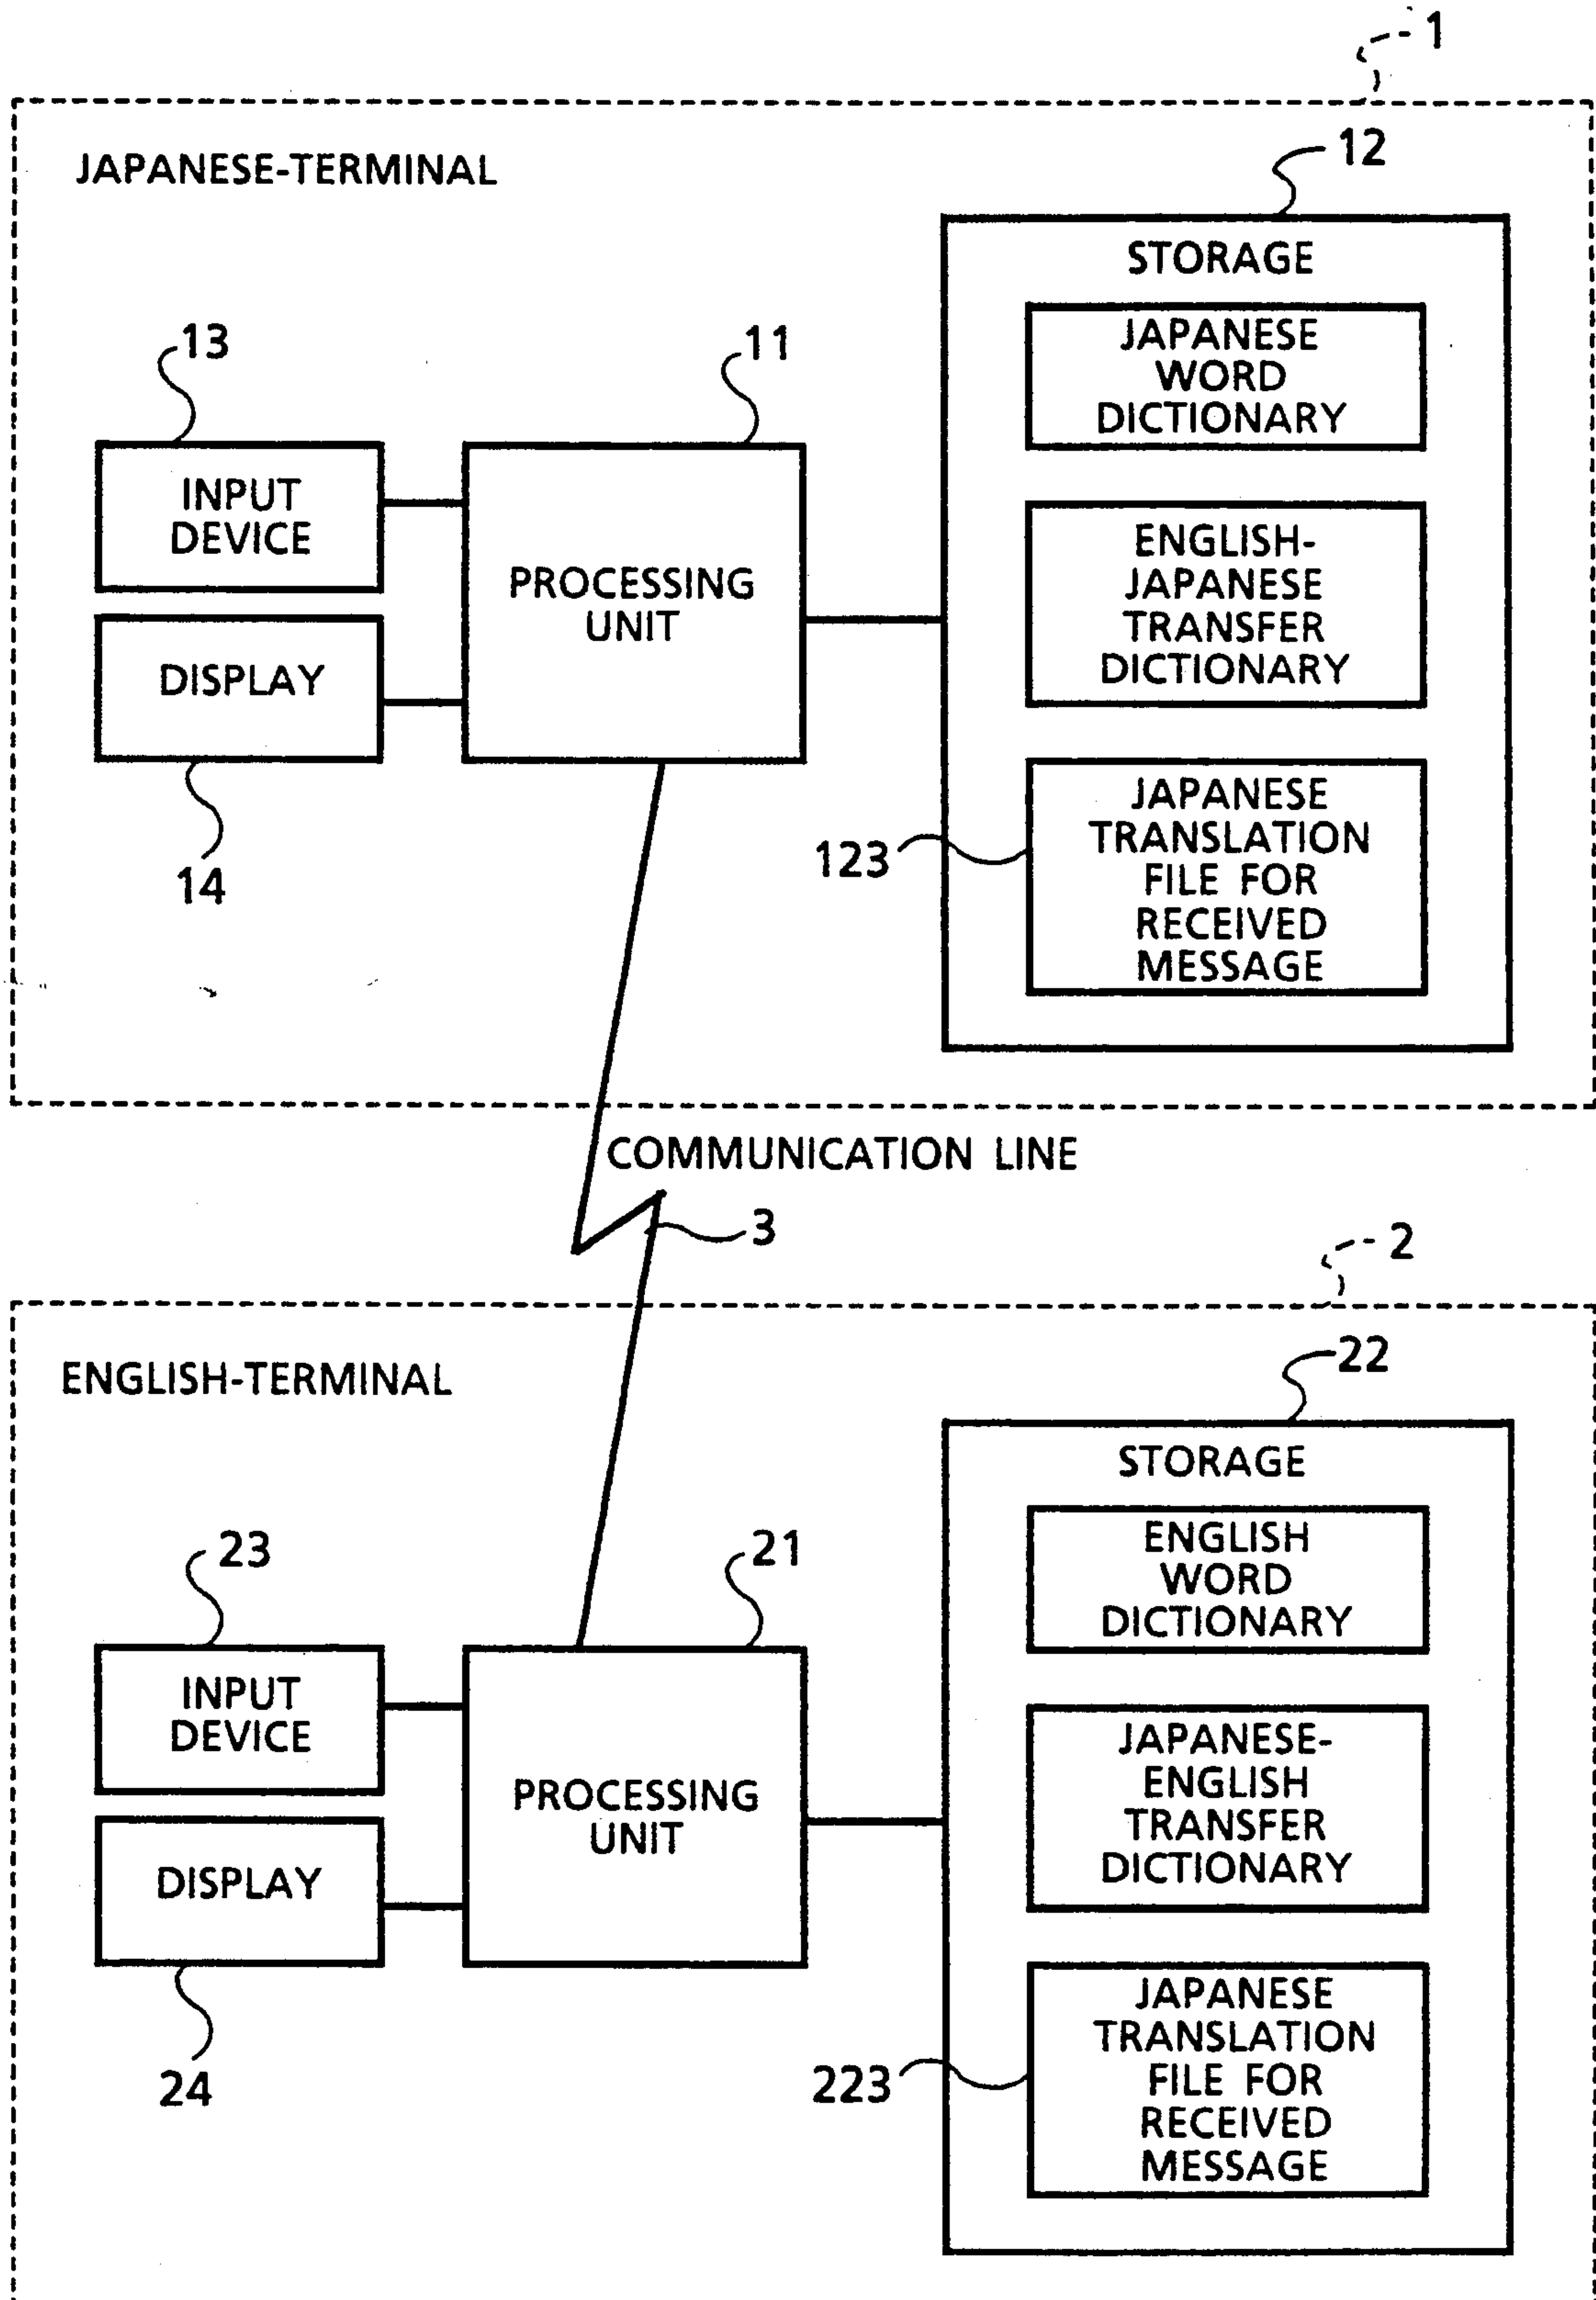 1
JAPANESE-TERMINAL
12
STORAGE
JAPANESE
WORD
DICTIONARY
13
11
INPUT
DEVICE
PROCESSING
UNIT
ENGLISH-
JAPANESE
TRANSFER
DICTIONARY
DISPLAY
14
123
JAPANESE
TRANSLATION
FILE FOR
RECEIVED
MESSAGE
COMMUNICATION LINE
3
2
ENGLISH-TERMINAL
22
STORAGE
ENGLISH
WORD
DICTIONARY
23
21
INPUT
DEVICE
PROCESSING
UNIT
JAPANESE-
ENGLISH
TRANSFER
DICTIONARY
DISPLAY
24
223
JAPANESE
TRANSLATION
FILE FOR
RECEIVED
MESSAGE